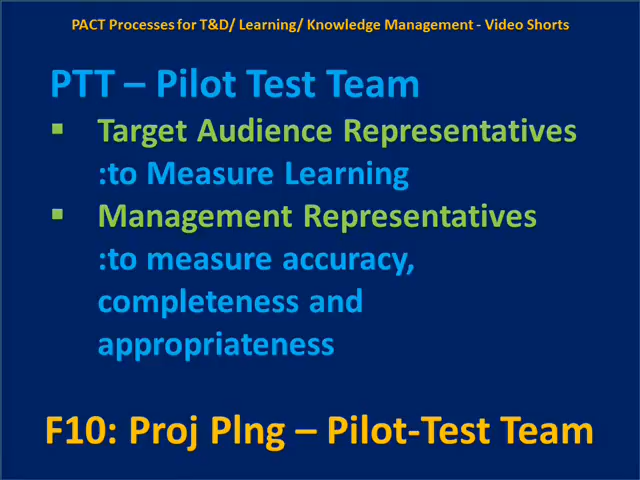 PACT Processes for T&D/ Learning/ Knowledge Management - Video Shorts
PTT – Pilot Test Team
▪ Target Audience Representatives
:to Measure Learning
▪ Management Representatives
:to measure accuracy,
completeness and
appropriateness
F10: Proj Plng – Pilot-Test Team